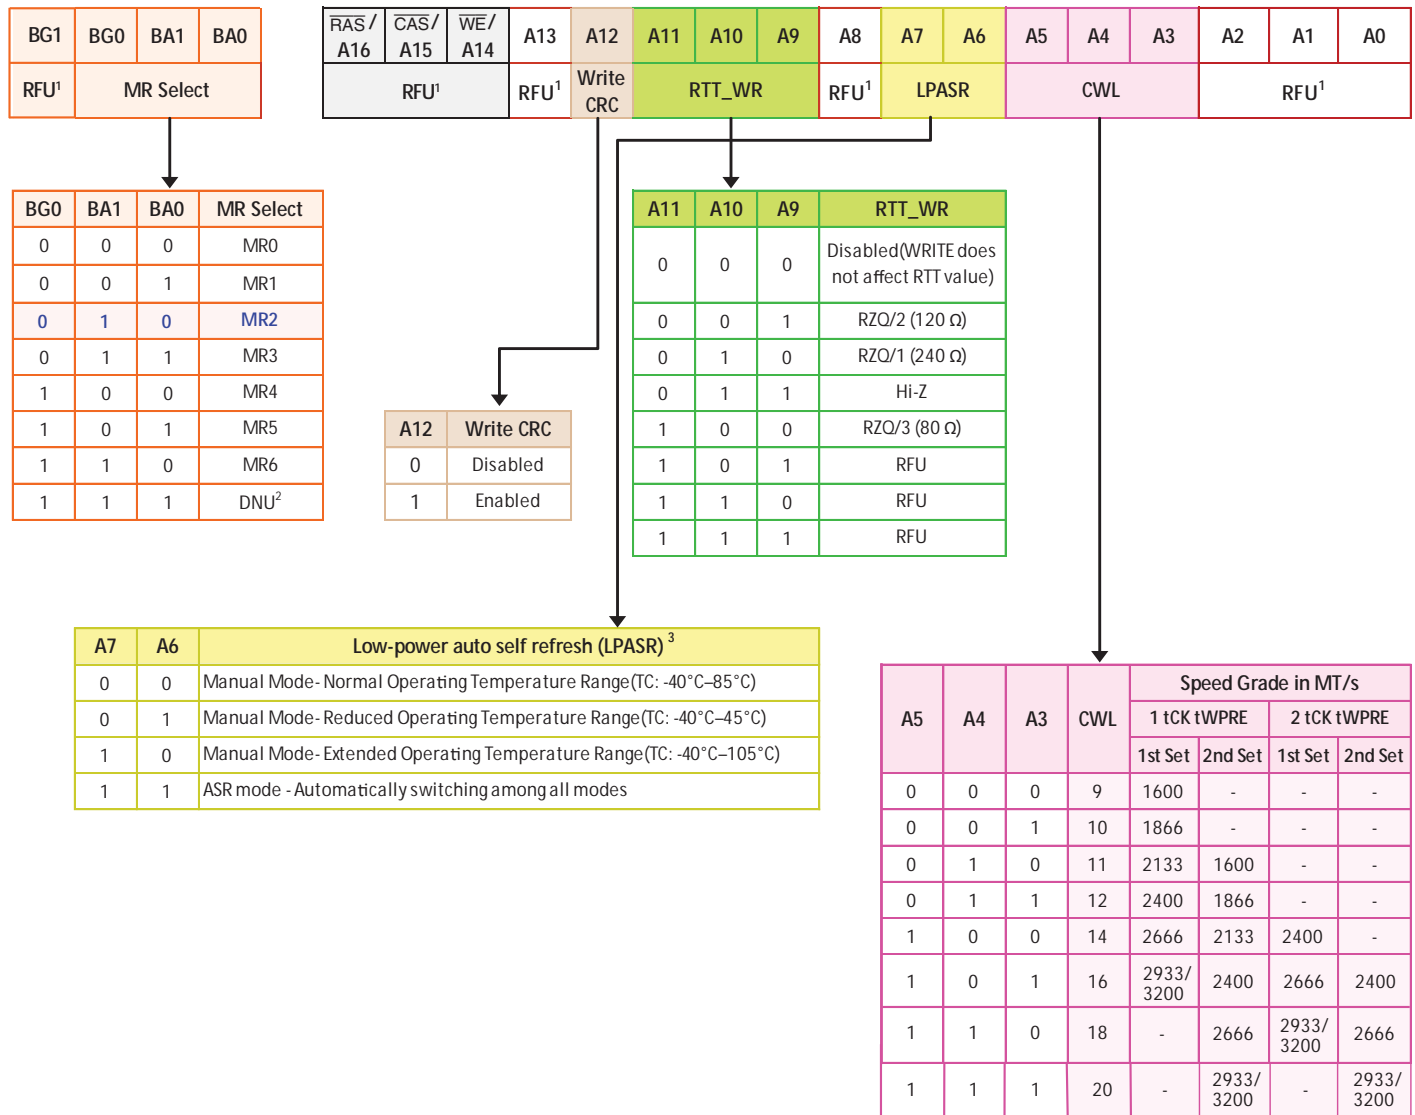 BG1 BG0 BA1 BA0 RAS/ A16 CAS/ A15 WE/ A14 A13 A12 A11 A10 A9 A8 A7 A6 A5 A4 A3 A2 A1 A0
RFU1 MR Select RFU1 RFU1 Write CRC RTT_WR RFU1 LPASR CWL RFU1
BG0 BA1 BA0 MR Select
0 0 0 MR0
0 0 1 MR1
0 1 0 MR2
0 1 1 MR3
1 0 0 MR4
1 0 1 MR5
1 1 0 MR6
1 1 1 DNU2
A12 Write CRC
0 Disabled
1 Enabled
A11 A10 A9 RTT_WR
0 0 0 Disabled(WRITE does not affect RTT value)
0 0 1 RZQ/2 (120 Ω)
0 1 0 RZQ/1 (240 Ω)
0 1 1 Hi-Z
1 0 0 RZQ/3 (80 Ω)
1 0 1 RFU
1 1 0 RFU
1 1 1 RFU
A7 A6 Low-power auto self refresh (LPASR) 3
0 0 Manual Mode- Normal Operating Temperature Range(TC: -40°C–85°C)
0 1 Manual Mode- Reduced Operating Temperature Range(TC: -40°C–45°C)
1 0 Manual Mode- Extended Operating Temperature Range(TC: -40°C–105°C)
1 1 ASR mode - Automatically switching among all modes
A5 A4 A3 CWL Speed Grade in MT/s
1 tCK tWPRE 2 tCK tWPRE
1st Set 2nd Set 1st Set 2nd Set
0 0 0 9 1600 - - -
0 0 1 10 1866 - - -
0 1 0 11 2133 1600 - -
0 1 1 12 2400 1866 - -
1 0 0 14 2666 2133 2400 -
1 0 1 16 2933/ 3200 2400 2666 2400
1 1 0 18 - 2666 2933/ 3200 2666
1 1 1 20 - 2933/ 3200 - 2933/ 3200